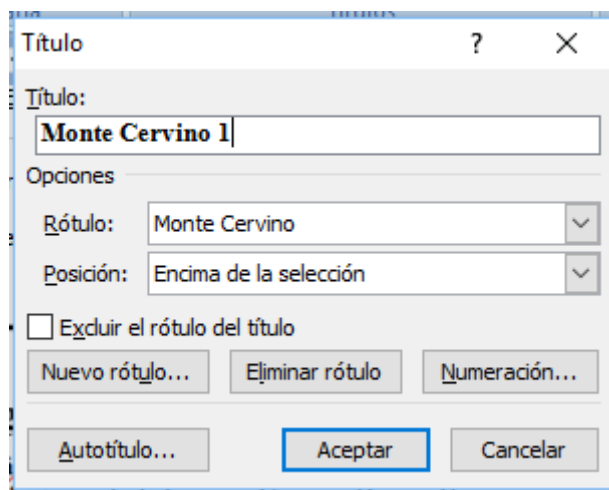 Título
?
Título:
Monte Cervino 1
Opciones
Rótulo: Monte Cervino
Posición: Encima de la selección
Excluir el rótulo del título
Nuevo rótulo... Eliminar rótulo Numeración...
Autotítulo... Aceptar Cancelar